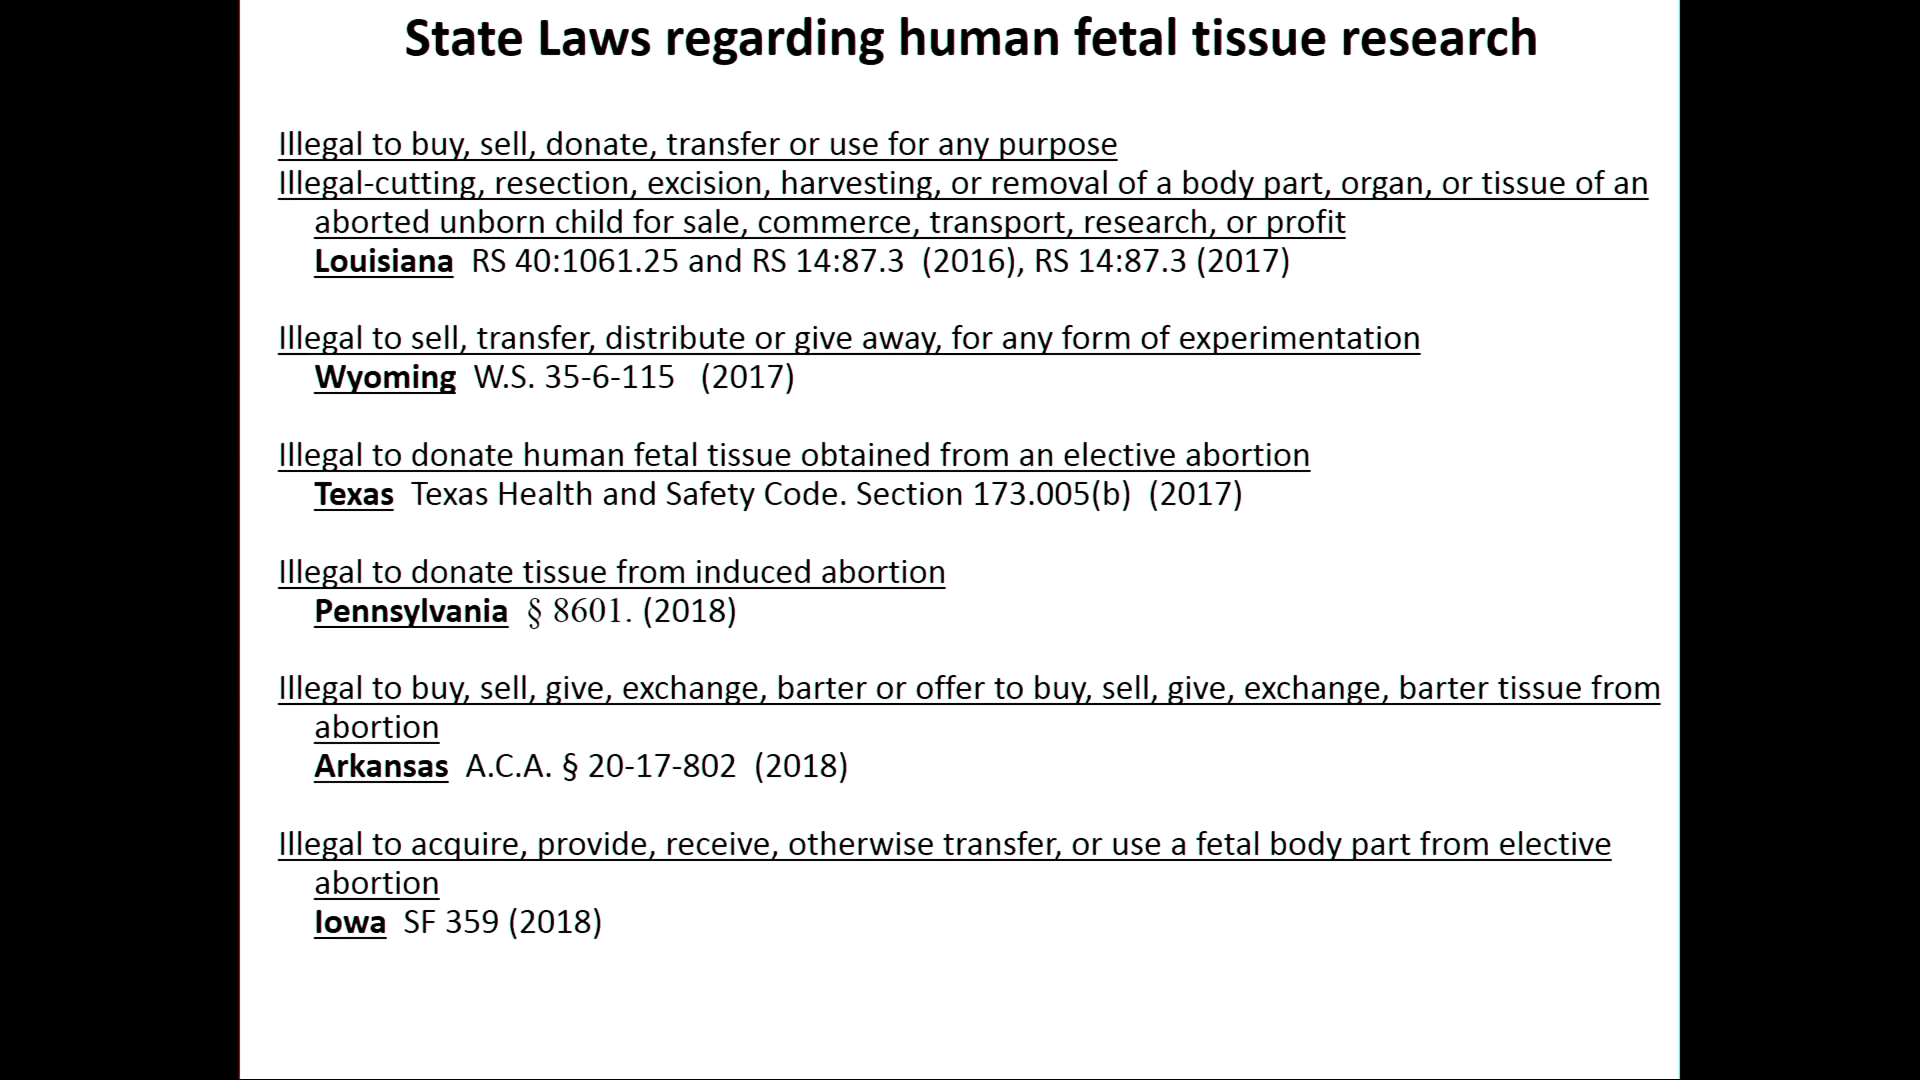 State Laws regarding human fetal tissue research
Illegal to buy, sell, donate, transfer or use for any purpose
Illegal-cutting, resection, excision, harvesting, or removal of a body part, organ, or tissue of an
aborted unborn child for sale, commerce, transport, research, or profit
Louisiana RS 40:1061.25 and RS 14:87.3 (2016), RS 14:87.3 (2017)
Illegal to sell, transfer, distribute or give away, for any form of experimentation
Wyoming W.S. 35-6-115 (2017)
Illegal to donate human fetal tissue obtained from an elective abortion
Texas Texas Health and Safety Code. Section 173.005(b) (2017)
Illegal to donate tissue from induced abortion
Pennsylvania § 8601. (2018)
Illegal to buy, sell, give, exchange, barter or offer to buy, sell, give, exchange, barter tissue from
abortion
Arkansas A.C.A. § 20-17-802 (2018)
Illegal to acquire, provide, receive, otherwise transfer, or use a fetal body part from elective
abortion
Iowa SF 359 (2018)